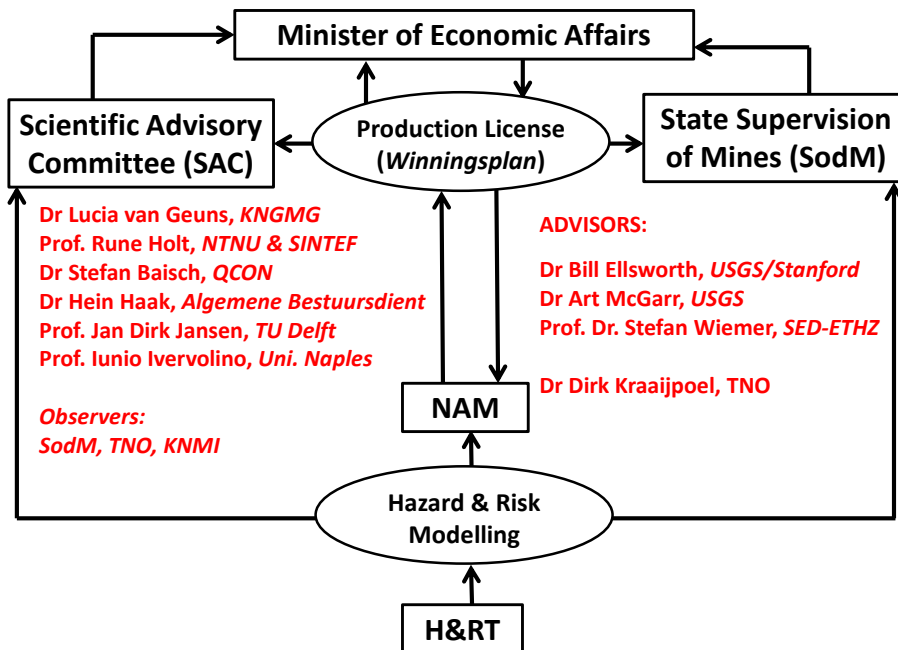 Minister of Economic Affairs
Scientific Advisory
Committee (SAC)
Production License
(Winningsplan)
State Supervision
of Mines (SodM)
Dr Lucia van Geuns, KNGMG
Prof. Rune Holt, NTNU & SINTEF
Dr Stefan Baisch, QCON
Dr Hein Haak, Algemene Bestuursdient
Prof. Jan Dirk Jansen, TU Delft
Prof. Iunio Ivervolino, Uni. Naples
Observers:
SodM, TNO, KNMI
ADVISORS:
Dr Bill Ellsworth, USGS/Stanford
Dr Art McGarr, USGS
Prof. Dr. Stefan Wiemer, SED-ETHZ
Dr Dirk Kraaijpoel, TNO
NAM
Hazard & Risk
Modelling
H&RT